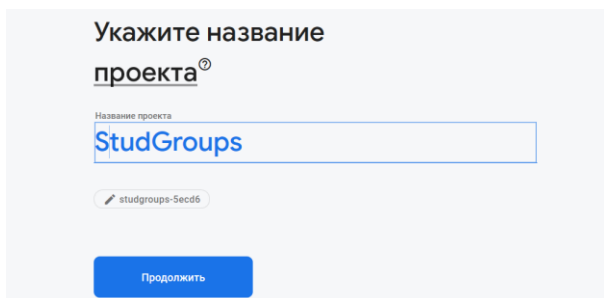 Укажите название
проекта?
Название проекта
StudGroups
studgroups-5ecd6
Продолжить